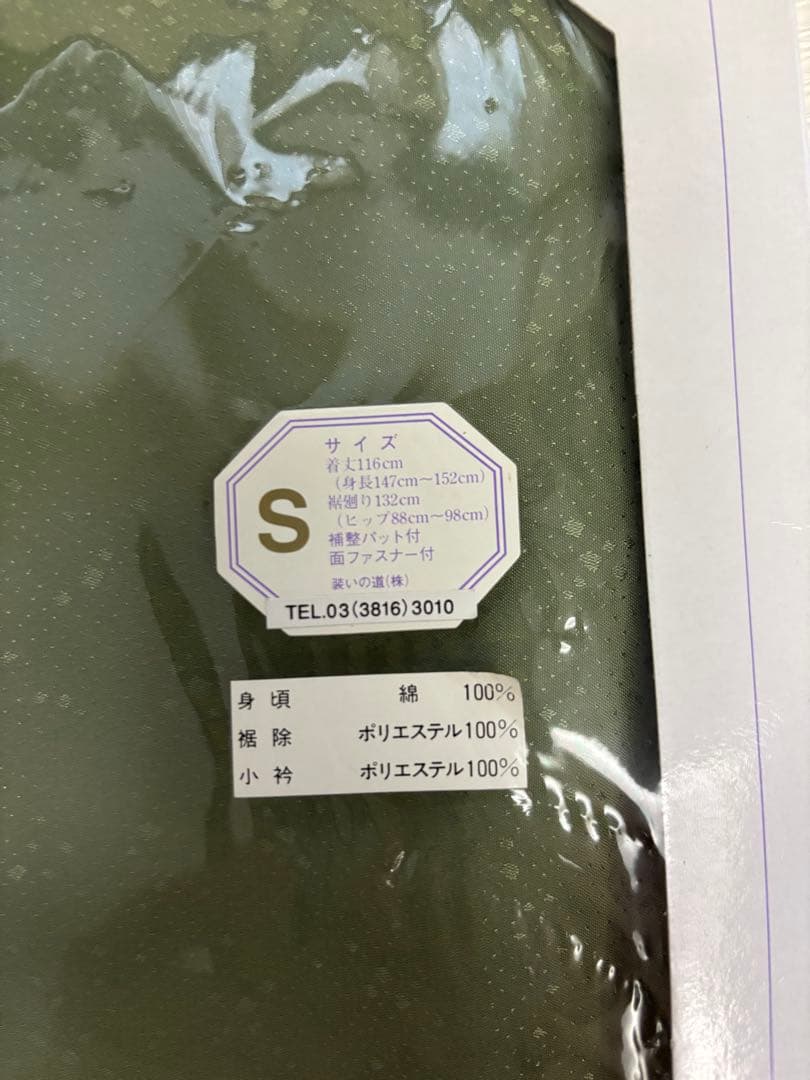 S
サイズ
着丈116cm
(身長147cm〜152cm)
裾廻り132cm
(ヒップ88cm〜98cm)
補整パット付
面ファスナー付
装いの道(株)
TEL.03(3816)3010
身頃 綿 100%
裾除 ポリエステル100%
小衿 ポリエステル100%